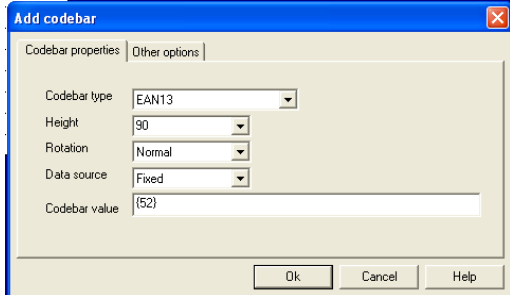 Add codebar
Codebar properties Other options
Codebar type EAN13
Height 90
Rotation Normal
Data source Fixed
Codebar value {52}
Ok Cancel Help